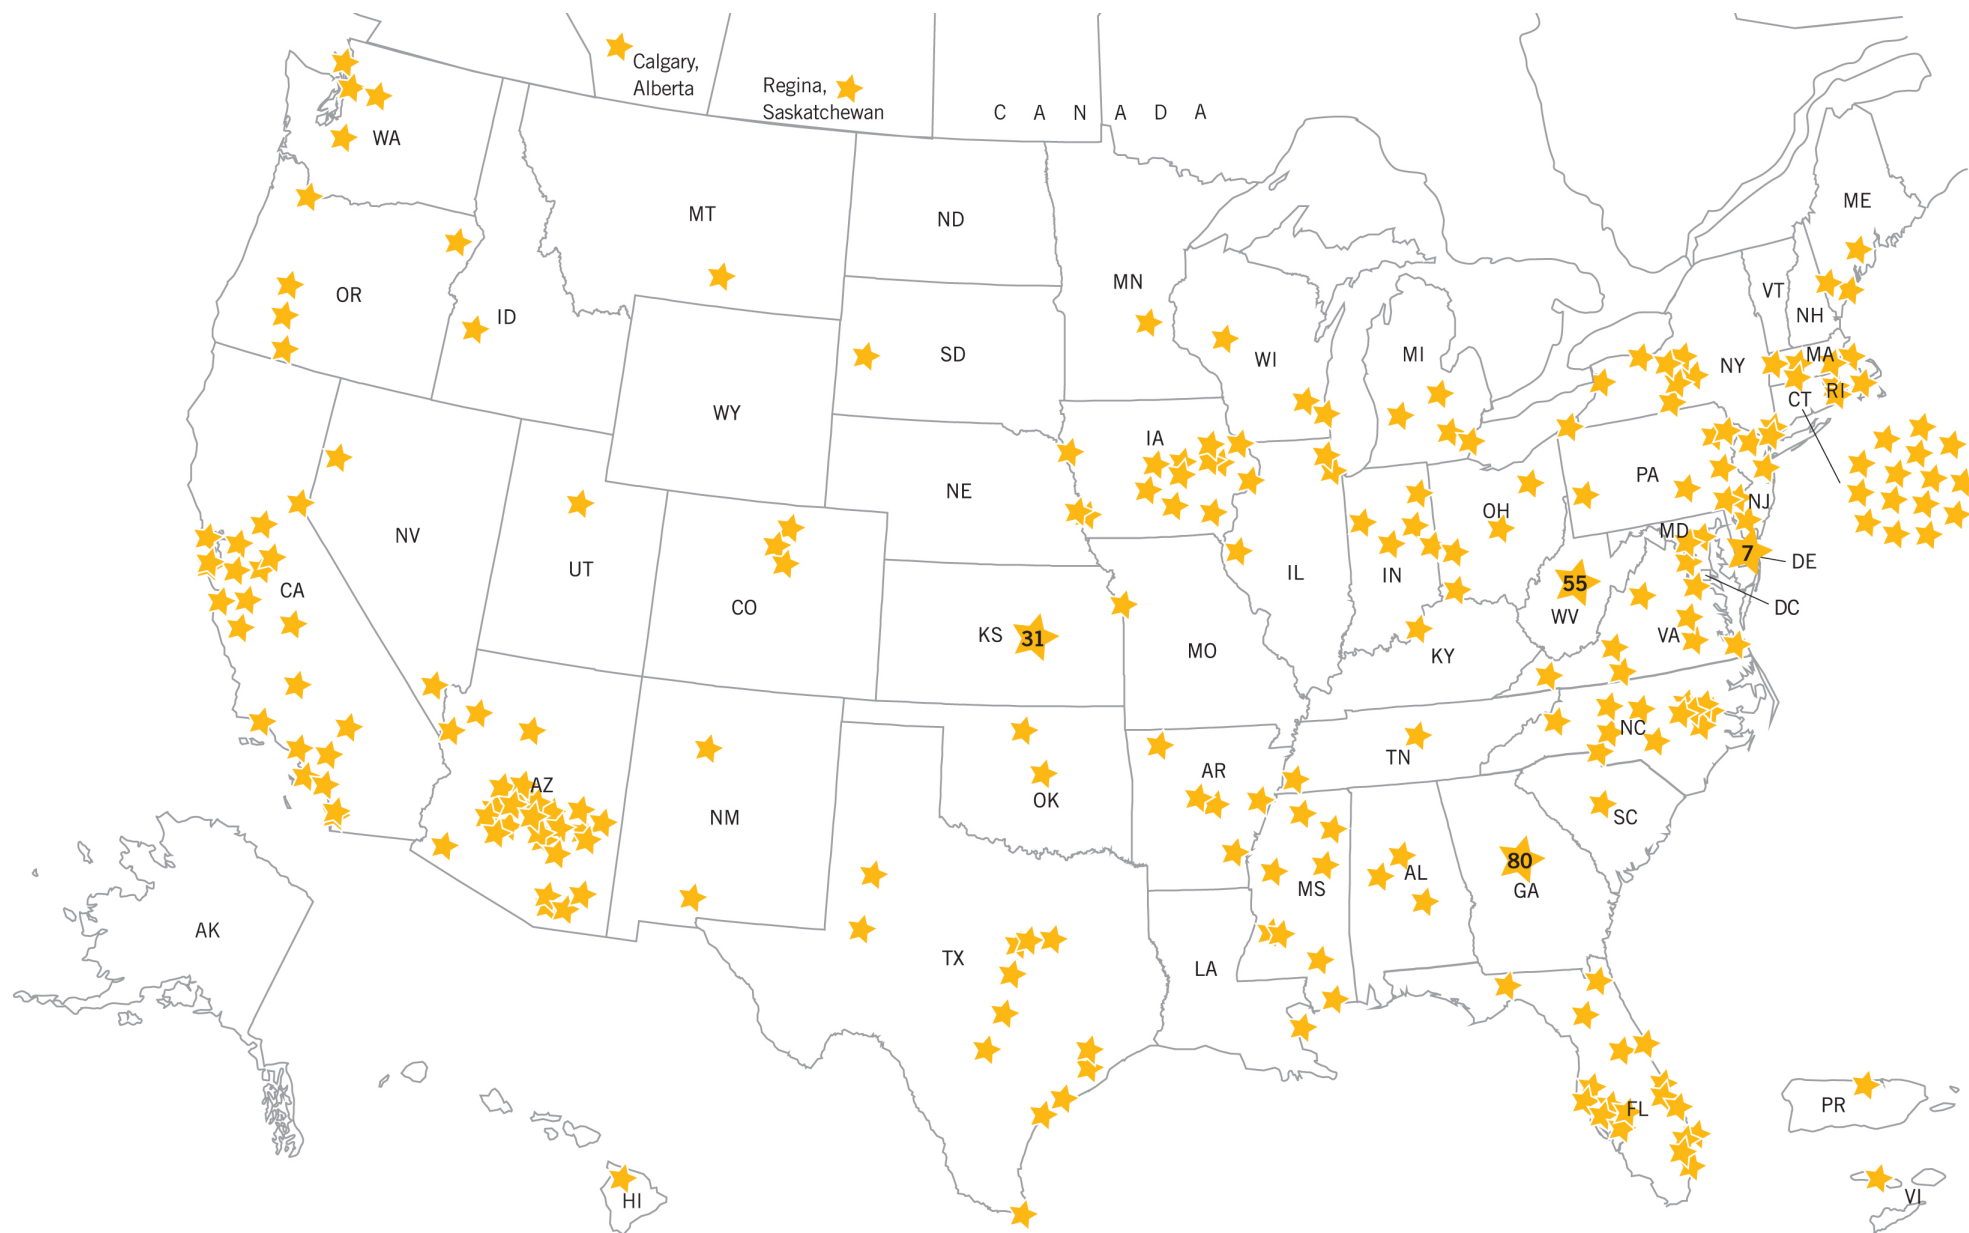 Calgary,
Alberta
Regina,
Saskatchewan
C A N A D A
WA
MT
ND
ME
MN
OR
VT
ID
NH
SD
WI
MI
MA
NY
WY
RI
CT
IA
PA
NE
NJ
OH
MD
NV
7
DE
UT
IL
IN
55
CA
CO
DC
WV
KS
31
VA
MO
KY
NC
TN
AR
AZ
OK
NM
SC
80
AL
MS
GA
AK
TX
LA
PR
FL
HI
VI